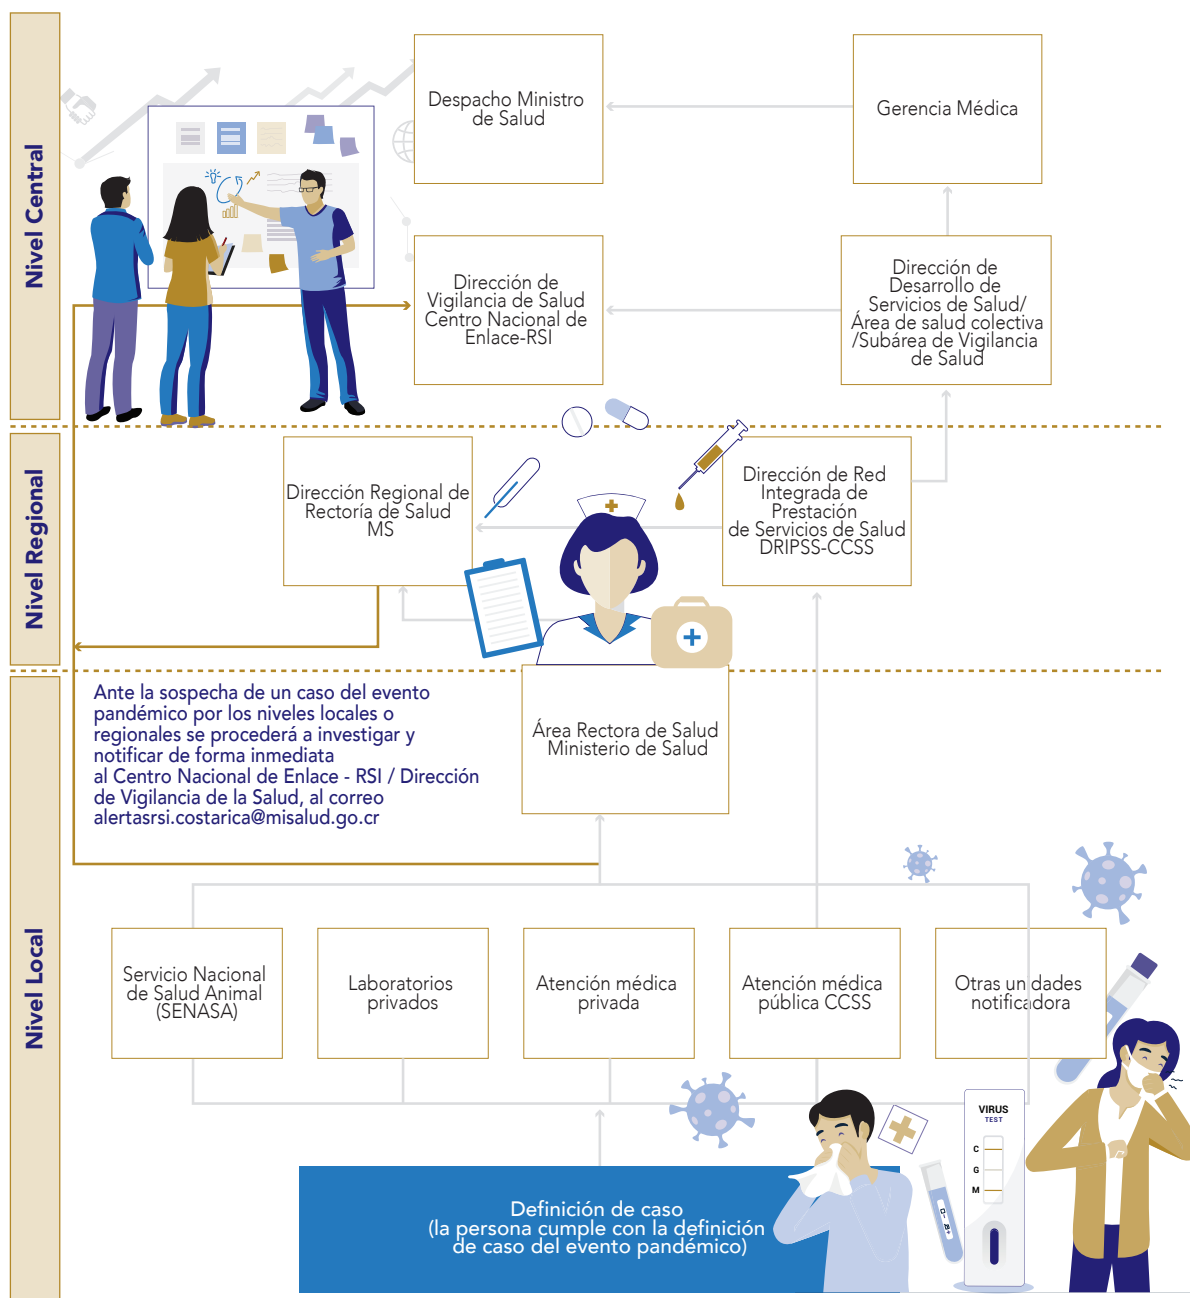 Nivel Central
Despacho Ministro
de Salud
Gerencia Médica
Dirección de
Vigilancia de Salud
Centro Nacional de
Enlace-RSI
Dirección de
Desarrollo de
Servicios de Salud/
Área de salud colectiva
/Subárea de Vigilancia
de Salud
Nivel Regional
Dirección Regional de
Rectoría de Salud
MS
Dirección de Red
Integrada de
Prestación
de Servicios de Salud
DRIPSS-CCSS
Nivel Local
Ante la sospecha de un caso del evento
pandémico por los niveles locales o
regionales se procederá a investigar y
notificar de forma inmediata
al Centro Nacional de Enlace - RSI / Dirección
de Vigilancia de la Salud, al correo
alertasrsi.costarica@misalud.go.cr
Área Rectora de Salud
Ministerio de Salud
Servicio Nacional
de Salud Animal
(SENASA)
Laboratorios
privados
Atención médica
privada
Atención médica
pública CCSS
Otras unidades
notificadora
VIRUS
TEST
C
G
M
Definición de caso
(la persona cumple con la definición
de caso del evento pandémico)